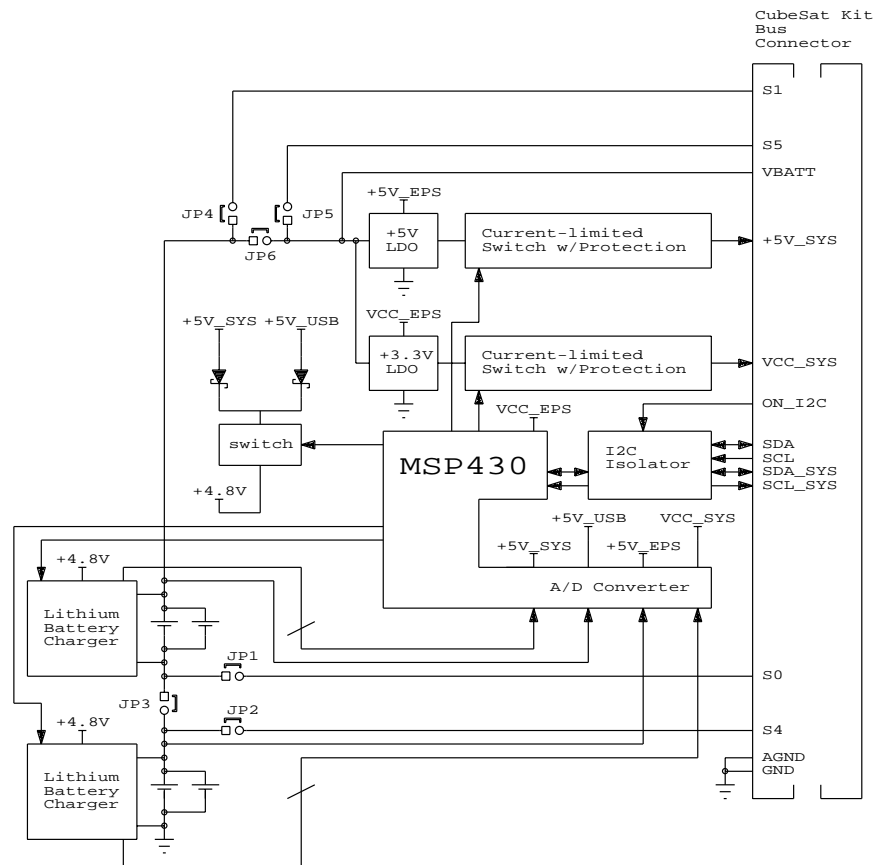 CubeSat Kit
Bus
Connector
S1
S5
VBATT
+5V_EPS
JP4
JP5
+5V
LDO
Current-limited
Switch w/Protection
+5V_SYS
JP6
+5V_SYS
+5V_USB
VCC_EPS
+3.3V
LDO
Current-limited
Switch w/Protection
VCC_SYS
ON_I2C
VCC_EPS
switch
MSP430
I2C
Isolator
SDA
SCL
SDA_SYS
SCL_SYS
+4.8V
+5V_USB
VCC_SYS
+5V_SYS
+5V_EPS
+4.8V
A/D Converter
Lithium
Battery
Charger
JP1
S0
JP3
JP2
+4.8V
S4
AGND
GND
Lithium
Battery
Charger